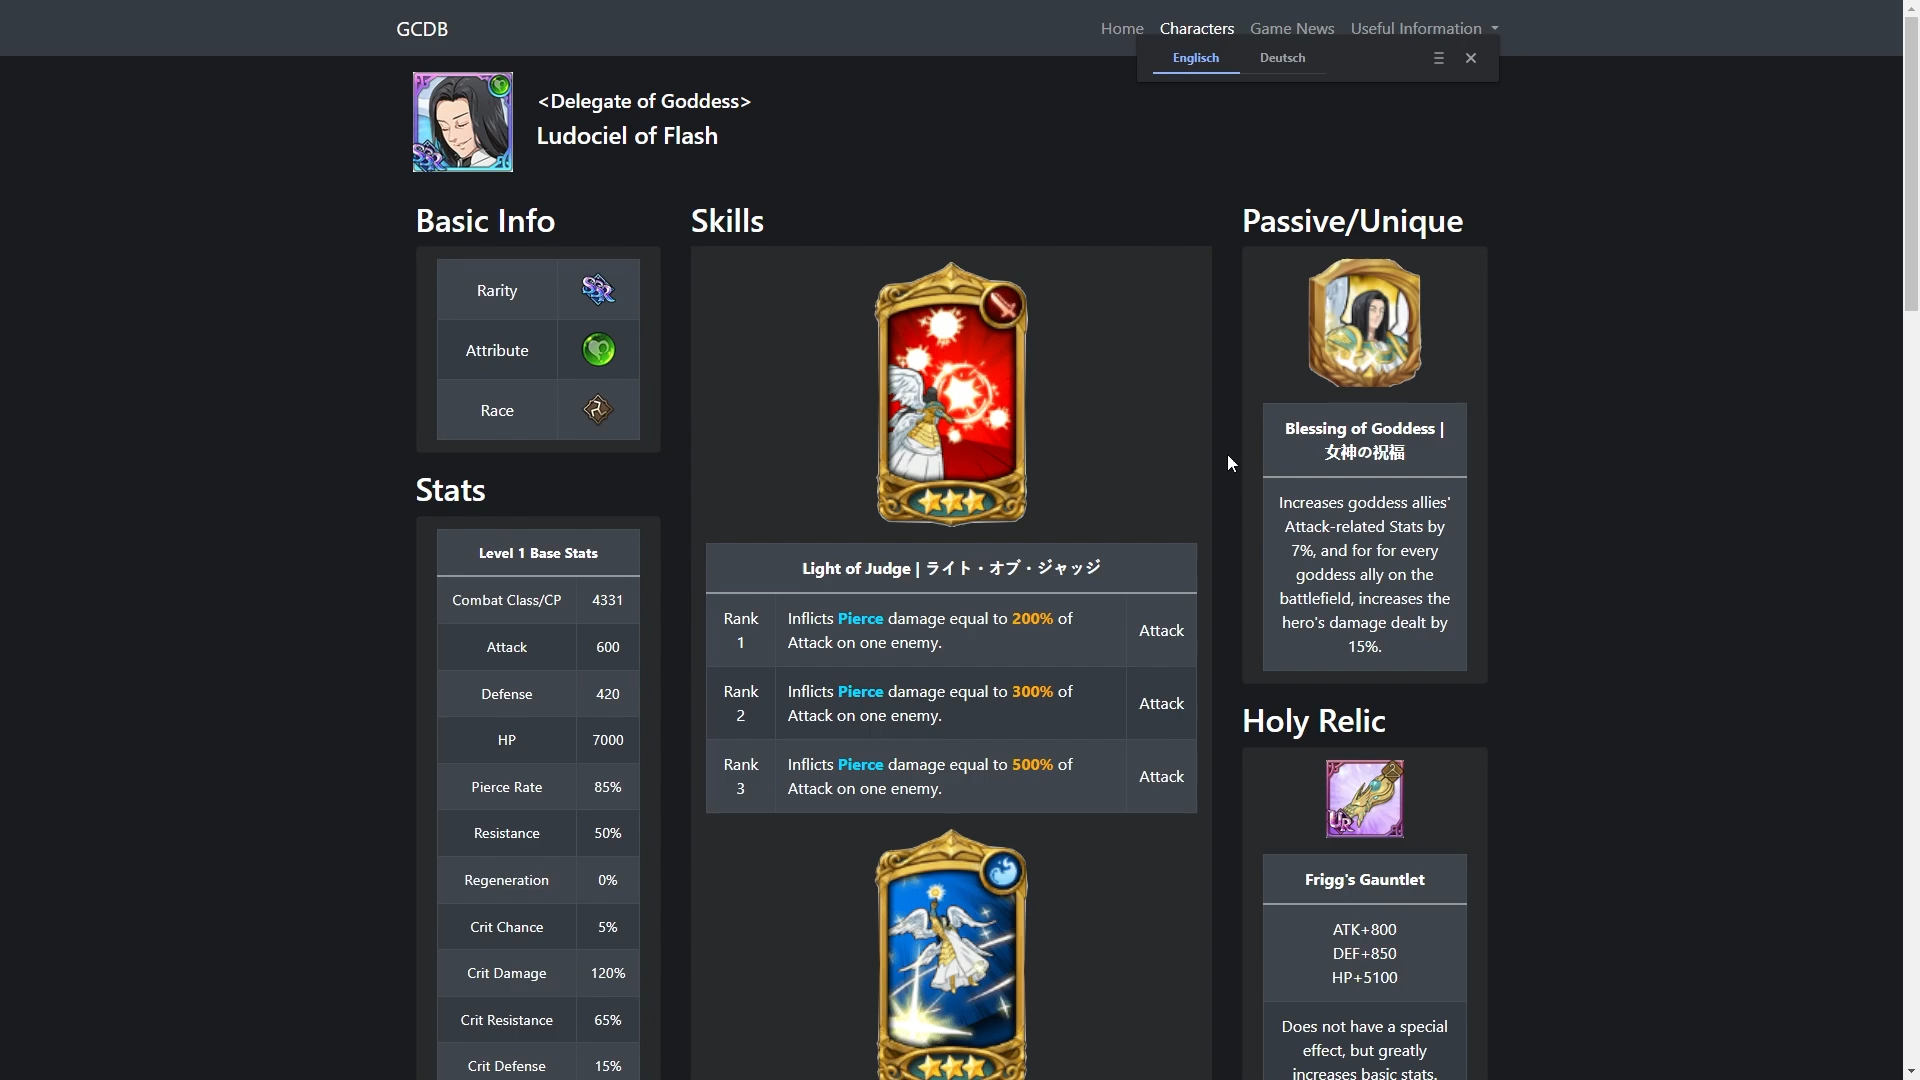 GCDB
Home Characters Game News Useful Information
Englisch Deutsch
<Delegate of Goddess>
Ludociel of Flash
Basic Info
Rarity SSR
Attribute
Race
Stats
Level 1 Base Stats
Combat Class/CP 4331
Attack 600
Defense 420
HP 7000
Pierce Rate 85%
Resistance 50%
Regeneration 0%
Crit Chance 5%
Crit Damage 120%
Crit Resistance 65%
Crit Defense 15%
Skills
Light of Judge | ライト・オブ・ジャッジ
Rank
1
Inflicts Pierce damage equal to 200% of
Attack on one enemy.
Attack
Rank
2
Inflicts Pierce damage equal to 300% of
Attack on one enemy.
Attack
Rank
3
Inflicts Pierce damage equal to 500% of
Attack on one enemy.
Attack
Passive/Unique
Blessing of Goddess |
女神の祝福
Increases goddess allies'
Attack-related Stats by
7%, and for for every
goddess ally on the
battlefield, increases the
hero's damage dealt by
15%.
Holy Relic
UR
Frigg's Gauntlet
ATK+800
DEF+850
HP+5100
Does not have a special
effect, but greatly
increases basic stats.